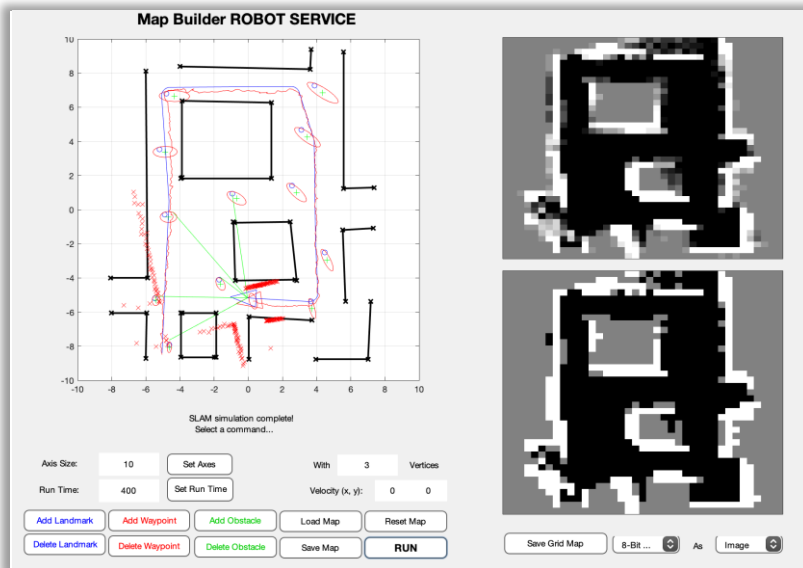 Map Builder ROBOT SERVICE
10
8
6
4
2
0
-2
-4
-6
-8
-10
-10 -8 -6 -4 -2 0 2 4 6 8 10
SLAM simulation complete!
Select a command...
Axis Size: 10 Set Axes With 3 Vertices
Run Time: 400 Set Run Time Velocity (x, y): 0 0
Add Landmark Add Waypoint Add Obstacle Load Map Reset Map
Delete Landmark Delete Waypoint Delete Obstacle Save Map RUN
Save Grid Map 8-Bit ... As Image